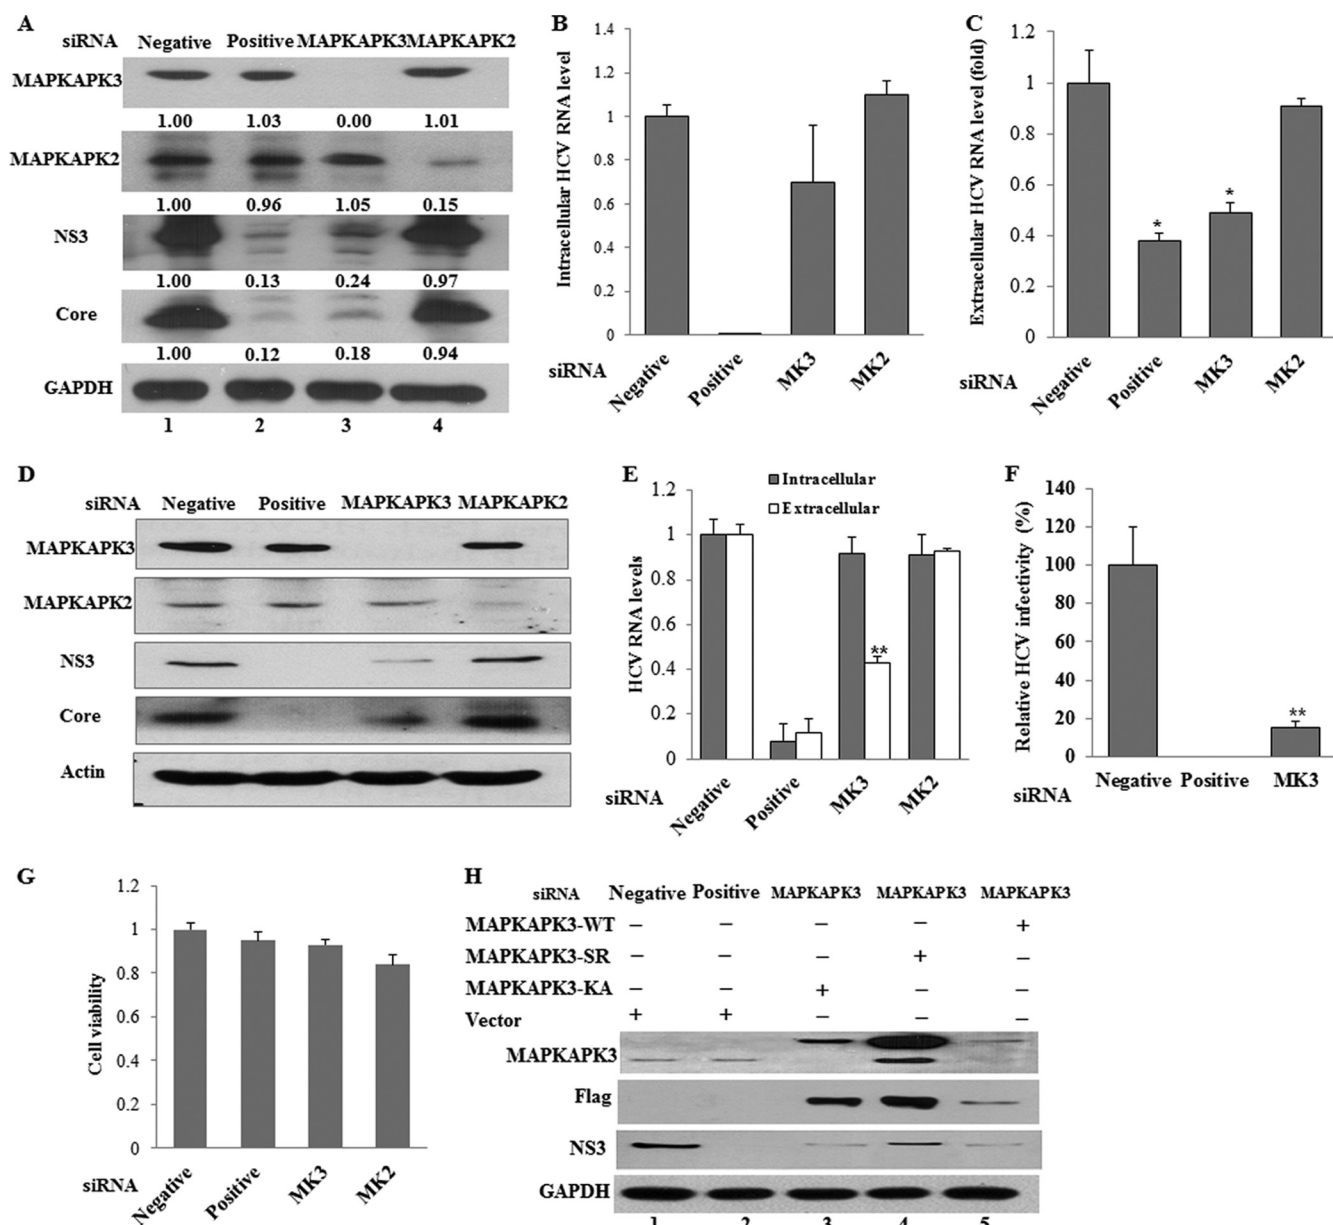 A
siRNA Negative Positive MAPKAPK3MAPKAPK2
MAPKAPK3
1.00 1.03 0.00 1.01
MAPKAPK2
1.00 0.96 1.05 0.15
NS3
1.00 0.13 0.24 0.97
Core
1.00 0.12 0.18 0.94
GAPDH
1 2 3 4
B
Intracellular HCV RNA level
1.4
1.2
1
0.8
0.6
0.4
0.2
0
siRNA Negative Positive MK3 MK2
C
Extracellular HCV RNA level (fold)
1.2
1
0.8
0.6
0.4
0.2
0
* *
siRNA Negative Positive MK3 MK2
D
siRNA Negative Positive MAPKAPK3 MAPKAPK2
MAPKAPK3
MAPKAPK2
NS3
Core
Actin
E
Intracellular
Extracellular
HCV RNA levels
1.2
1
0.8
0.6
0.4
0.2
0
**
siRNA Negative Positive MK3 MK2
F
Relative HCV infectivity (%)
140
120
100
80
60
40
20
0
**
Negative Positive MK3
siRNA
G
Cell viability
1.2
1
0.8
0.6
0.4
0.2
0
siRNA Negative Positive MK3 MK2
H
siRNA Negative Positive MAPKAPK3 MAPKAPK3 MAPKAPK3
MAPKAPK3-WT – – – – +
MAPKAPK3-SR – – – + –
MAPKAPK3-KA – – + – –
Vector + + – – –
MAPKAPK3
Flag
NS3
GAPDH
1 2 3 4 5